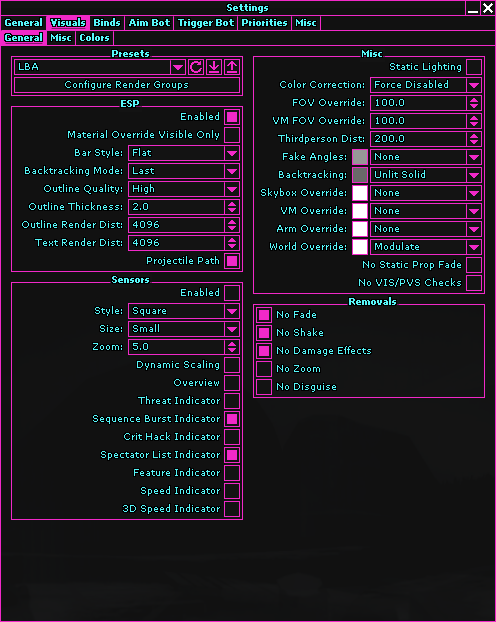 Settings
General Visuals Binds Aim Bot Trigger Bot Priorities Misc
General Misc Colors
Presets
LBA
Configure Render Groups
ESP
Enabled
Material Override Visible Only
Bar Style: Flat
Backtracking Mode: Last
Outline Quality: High
Outline Thickness: 2.0
Outline Render Dist: 4096
Text Render Dist: 4096
Projectile Path
Sensors
Enabled
Style: Square
Size: Small
Zoom: 5.0
Dynamic Scaling
Overview
Threat Indicator
Sequence Burst Indicator
Crit Hack Indicator
Spectator List Indicator
Feature Indicator
Speed Indicator
3D Speed Indicator
Misc
Static Lighting
Color Correction: Force Disabled
FOV Override: 100.0
VM FOV Override: 100.0
Thirdperson Dist: 200.0
Fake Angles: None
Backtracking: Unlit Solid
Skybox Override: None
VM Override: None
Arm Override: None
World Override: Modulate
No Static Prop Fade
No VIS/PVS Checks
Removals
No Fade
No Shake
No Damage Effects
No Zoom
No Disguise